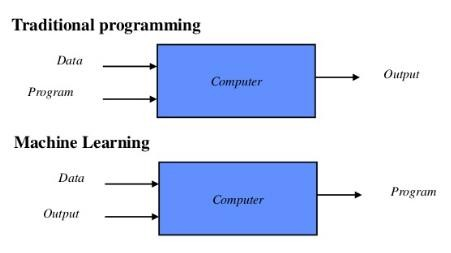 Traditional programming
Data
Program
Computer
Output
Machine Learning
Data
Output
Computer
Program